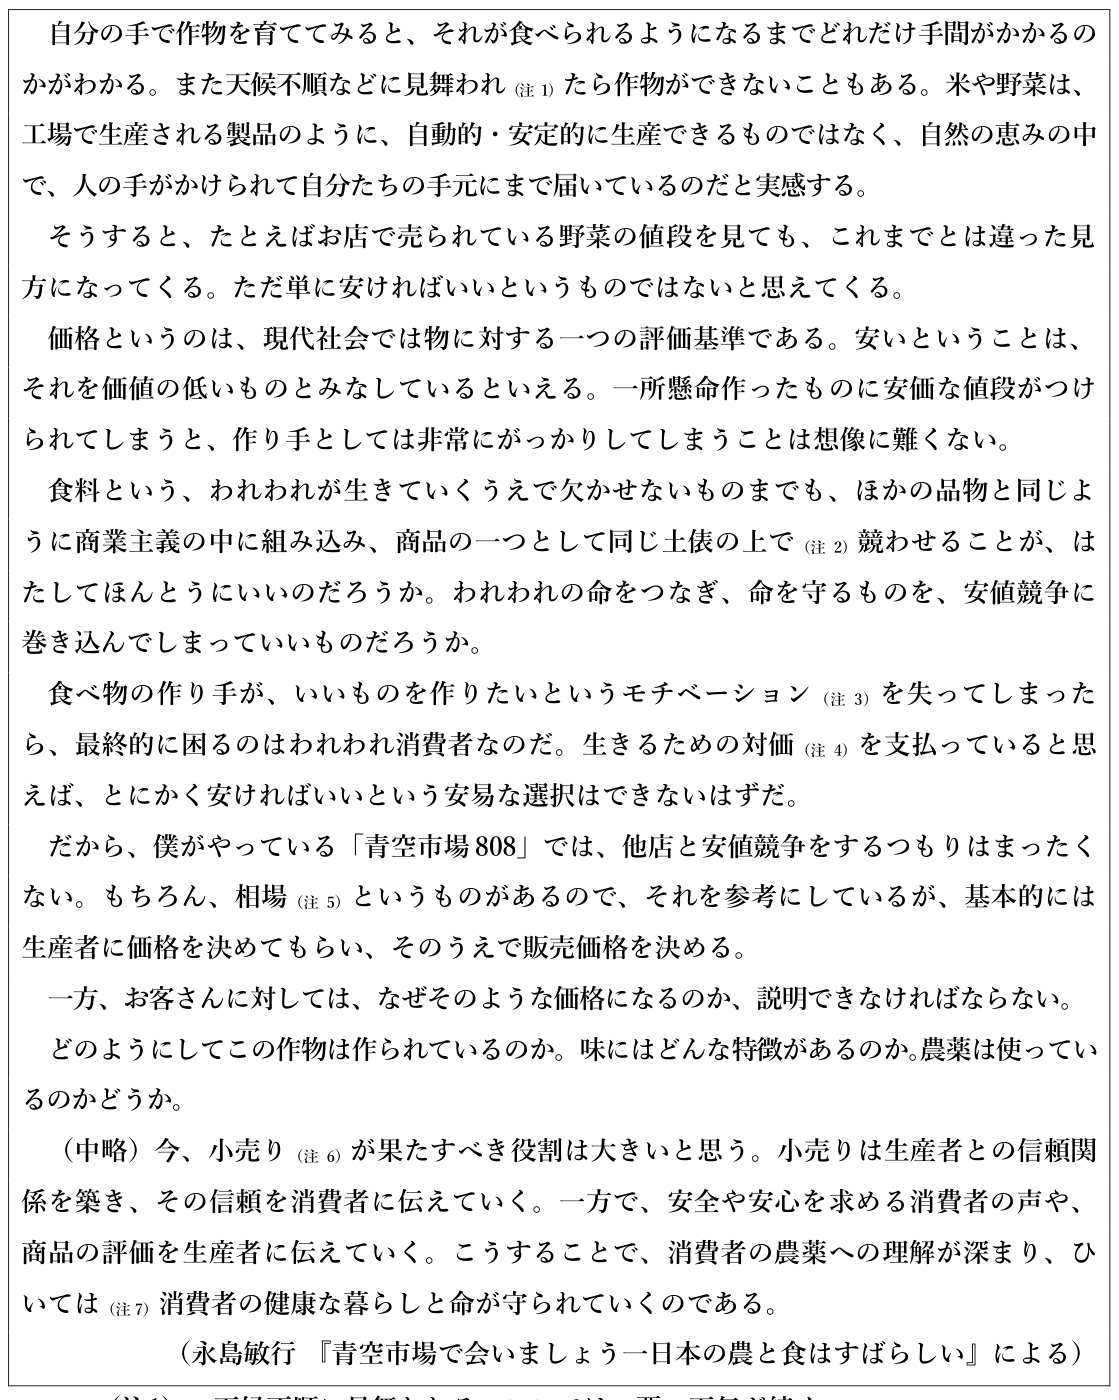 自分の手で作物を育ててみると、それが食べられるようになるまでどれだけ手間がかかるの
かがわかる。また天候不順などに見舞われ（注 1）たら作物ができないこともある。米や野菜は、
工場で生産される製品のように、自動的・安定的に生産できるものではなく、自然の恵みの中
で、人の手がかけられて自分たちの手元にまで届いているのだと実感する。
そうすると、たとえばお店で売られている野菜の値段を見ても、これまでとは違った見
方になってくる。ただ単に安ければいいというものではないと思えてくる。
価格というのは、現代社会では物に対する一つの評価基準である。安いということは、
それを価値の低いものとみなしているといえる。一所懸命作ったものに安価な値段がつけ
られてしまうと、作り手としては非常にがっかりしてしまうことは想像に難くない。
食料という、われわれが生きていくうえで欠かせないものまでも、ほかの品物と同じよ
うに商業主義の中に組み込み、商品の一つとして同じ土俵の上で（注 2）競わせることが、は
たしてほんとうにいいのだろうか。われわれの命をつなぎ、命を守るものを、安値競争に
巻き込んでしまっていいものだろうか。
食べ物の作り手が、いいものを作りたいというモチベーション（注 3）を失ってしまった
ら、最終的に困るのはわれわれ消費者なのだ。生きるための対価（注 4）を支払っていると思
えば、とにかく安ければいいという安易な選択はできないはずだ。
だから、僕がやっている「青空市場 808」では、他店と安値競争をするつもりはまったく
ない。もちろん、相場（注 5）というものがあるので、それを参考にしているが、基本的には
生産者に価格を決めてもらい、そのうえで販売価格を決める。
一方、お客さんに対しては、なぜそのような価格になるのか、説明できなければならない。
どのようにしてこの作物は作られているのか。味にはどんな特徴があるのか。農薬は使ってい
るのかどうか。
（中略）今、小売り（注 6）が果たすべき役割は大きいと思う。小売りは生産者との信頼関
係を築き、その信頼を消費者に伝えていく。一方で、安全や安心を求める消費者の声や、
商品の評価を生産者に伝えていく。こうすることで、消費者の農薬への理解が深まり、ひ
いては（注 7）消費者の健康な暮らしと命が守られていくのである。
（永島敏行 『青空市場で会いましょう一日本の農と食はすばらしい』による）